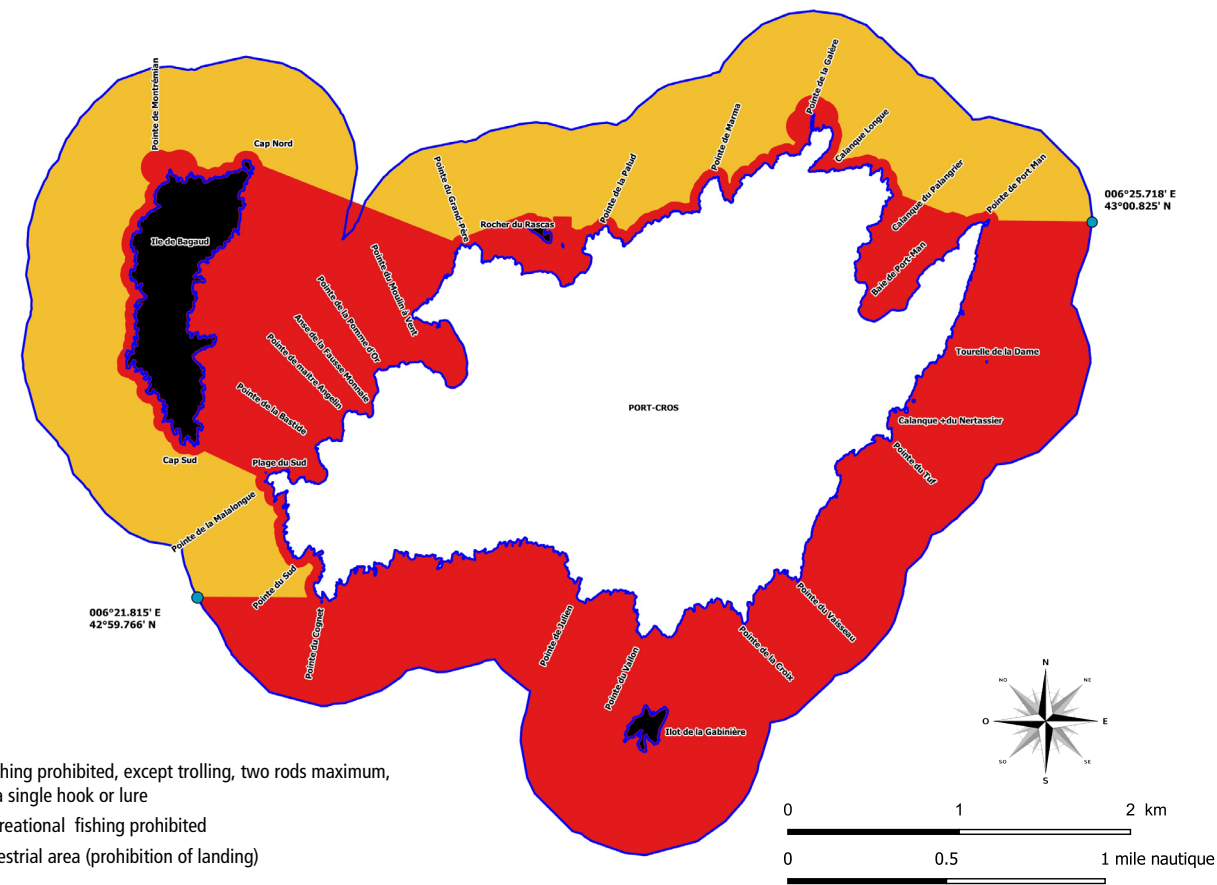 Pointe de Montrémian
Cap Nord
Ile de Bagaud
Cap Sud
Pointe du Grand-Père
Rocher du Rascas
Pointe de la Palud
Pointe de Marma
Pointe de la Galère
Calanque Longue
Calanque du Palangrier
Pointe de Port Man
Baie de Port-Man
006°25.718' E
43°00.825' N
Pointe du Moulin à Vent
Pointe de la Pomme d'Or
Anse de la Fausse Monnaie
Pointe de maitre Angelin
Pointe de la Bastide
Plage du Sud
Pointe de la Malalongue
Pointe du Sud
006°21.815' E
42°59.766' N
Pointe du Cognet
PORT-CROS
Tourelle de la Dame
Calanque +du Nertassier
Pointe du Tuf
Pointe du Vaisseau
Pointe de la Croix
Pointe du Vallon
Pointe de Julien
Ilot de la Gabinière
N
NO
NE
O
E
SO
SE
S
hing prohibited, except trolling, two rods maximum,
a single hook or lure
reational fishing prohibited
estrial area (prohibition of landing)
0 1 2 km
0 0.5 1 mile nautique